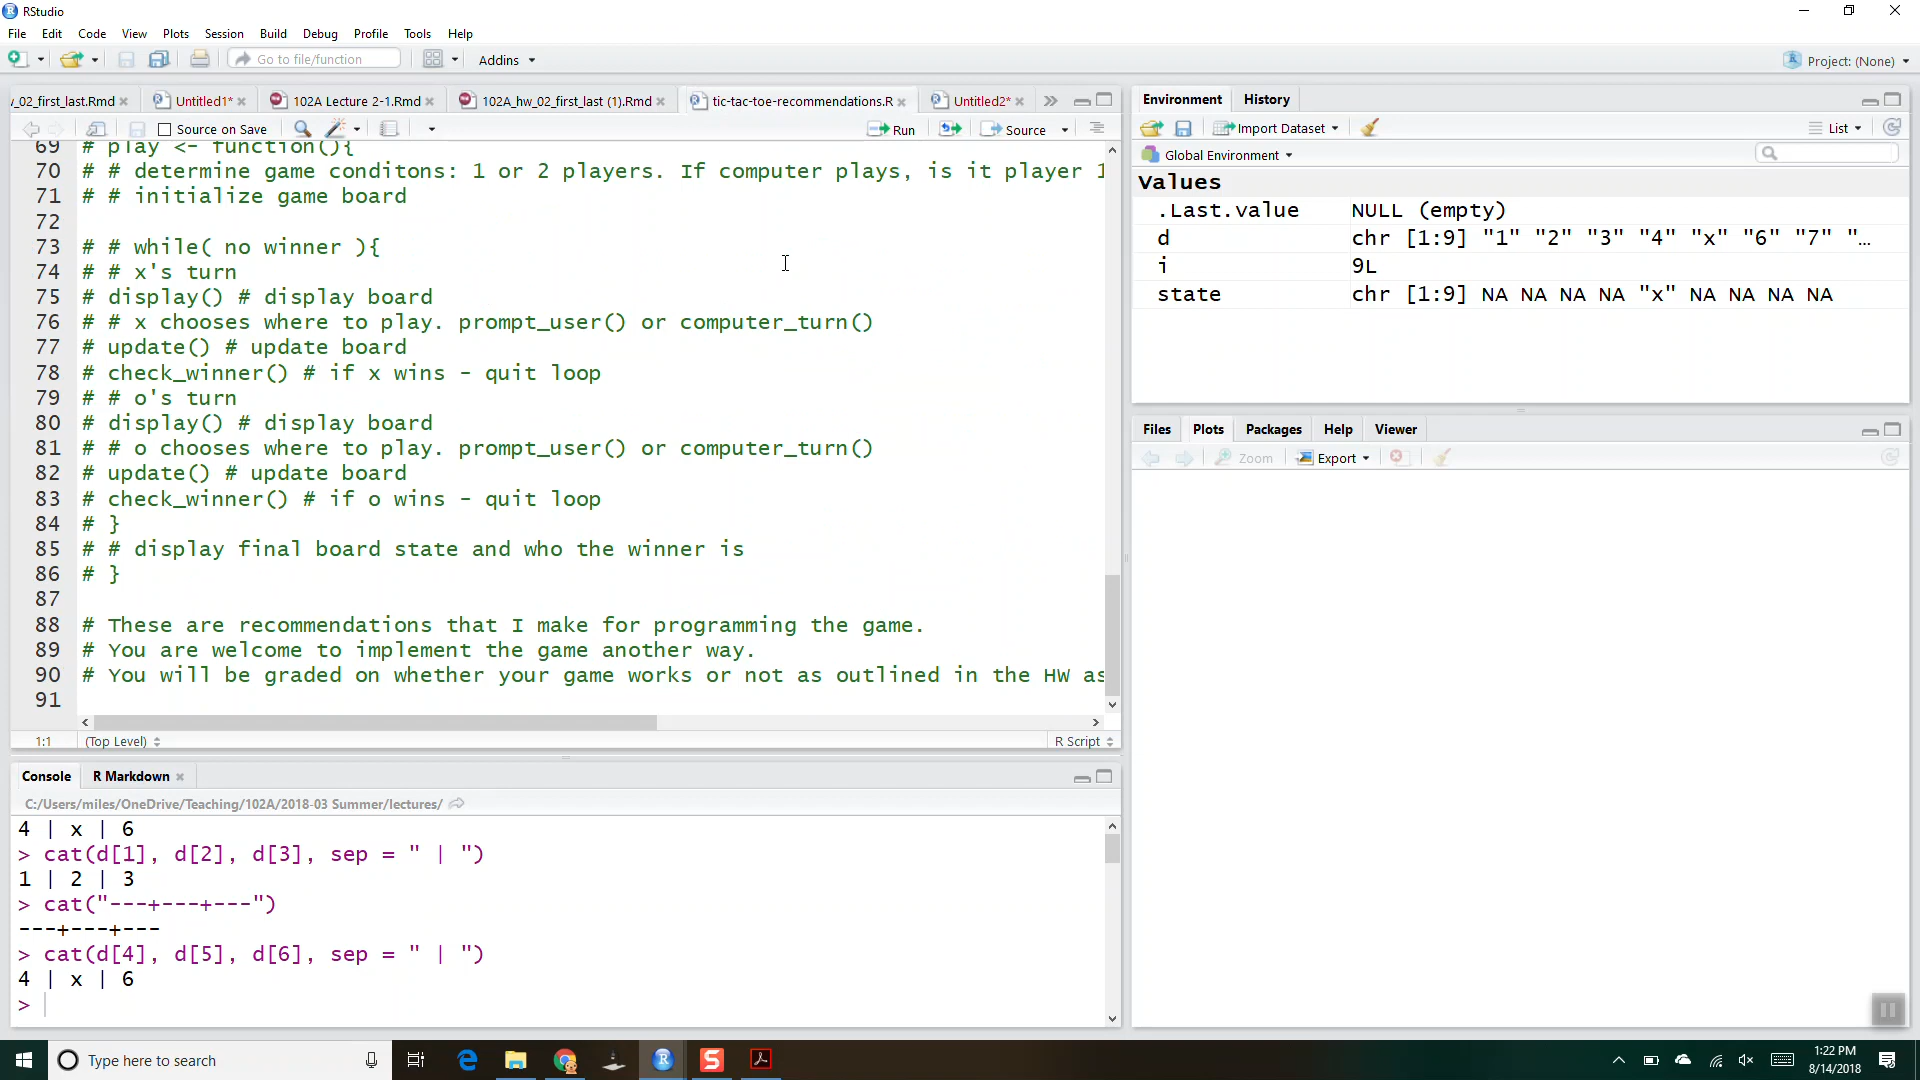 RStudio
File Edit Code View Plots Session Build Debug Profile Tools Help
Go to file/function Addins Project: (None)
/_02_first_last.Rmd Untitled1* 102A Lecture 2-1.Rmd 102A_hw_02_first_last (1).Rmd tic-tac-toe-recommendations.R Untitled2*
Source on Save Run Source
69 # play <- function(){
70 # # determine game conditons: 1 or 2 players. If computer plays, is it player 1
71 # # initialize game board
72
73 # # while( no winner ){
74 # # x's turn
75 # display() # display board
76 # # x chooses where to play. prompt_user() or computer_turn()
77 # update() # update board
78 # check_winner() # if x wins - quit loop
79 # # o's turn
80 # display() # display board
81 # # o chooses where to play. prompt_user() or computer_turn()
82 # update() # update board
83 # check_winner() # if o wins - quit loop
84 # }
85 # # display final board state and who the winner is
86 # }
87
88 # These are recommendations that I make for programming the game.
89 # You are welcome to implement the game another way.
90 # You will be graded on whether your game works or not as outlined in the HW as
91
1:1 (Top Level) R Script
Console R Markdown
C:/Users/miles/OneDrive/Teaching/102A/2018-03 Summer/lectures/
4 | x | 6
> cat(d[1], d[2], d[3], sep = " | ")
1 | 2 | 3
> cat("---+---+---")
---+---+---
> cat(d[4], d[5], d[6], sep = " | ")
4 | x | 6
>
Environment History
Import Dataset List
Global Environment
Values
.Last.value NULL (empty)
d chr [1:9] "1" "2" "3" "4" "x" "6" "7" "...
i 9L
state chr [1:9] NA NA NA NA "x" NA NA NA NA
Files Plots Packages Help Viewer
Zoom Export
Type here to search
1:22 PM
8/14/2018